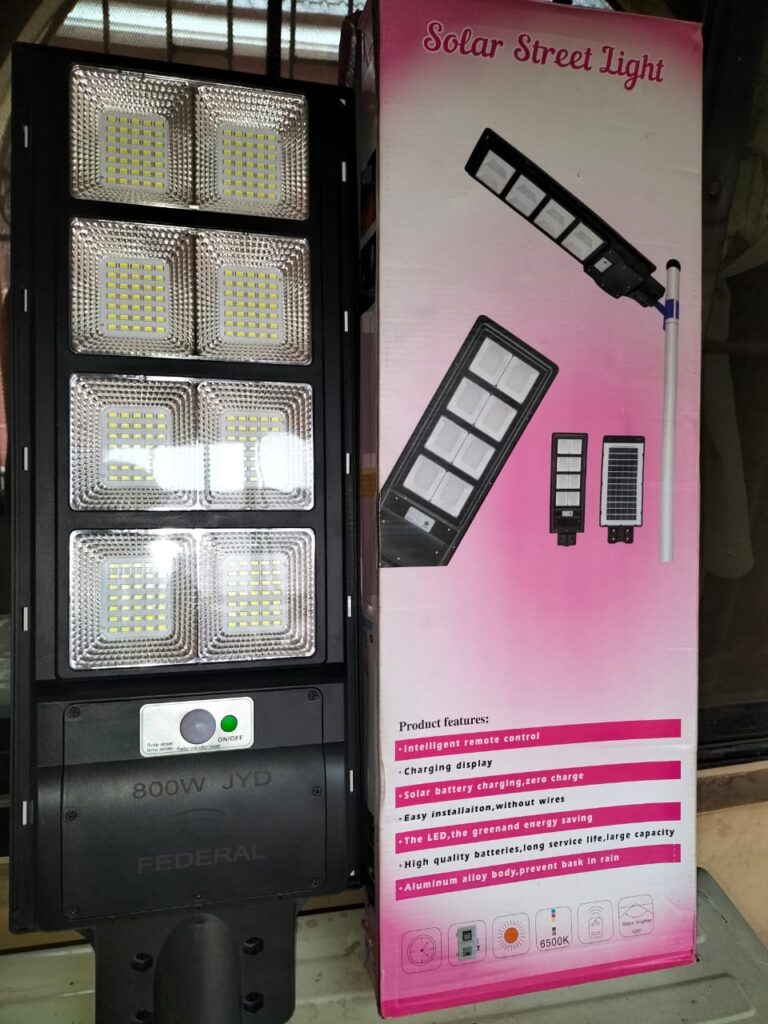 Solar Street Light
Product features:
·Intelligent remote control
·Charging display
·Solar battery charging,zero charge
·Easy installaiton,without wires
·The LED,the greenand energy saving
·High quality batteries,long service life,large capacity
·Aluminum alloy body,prevent bask in rain
6500K
Solar street
ON/OFF
800W JYD
FEDERAL